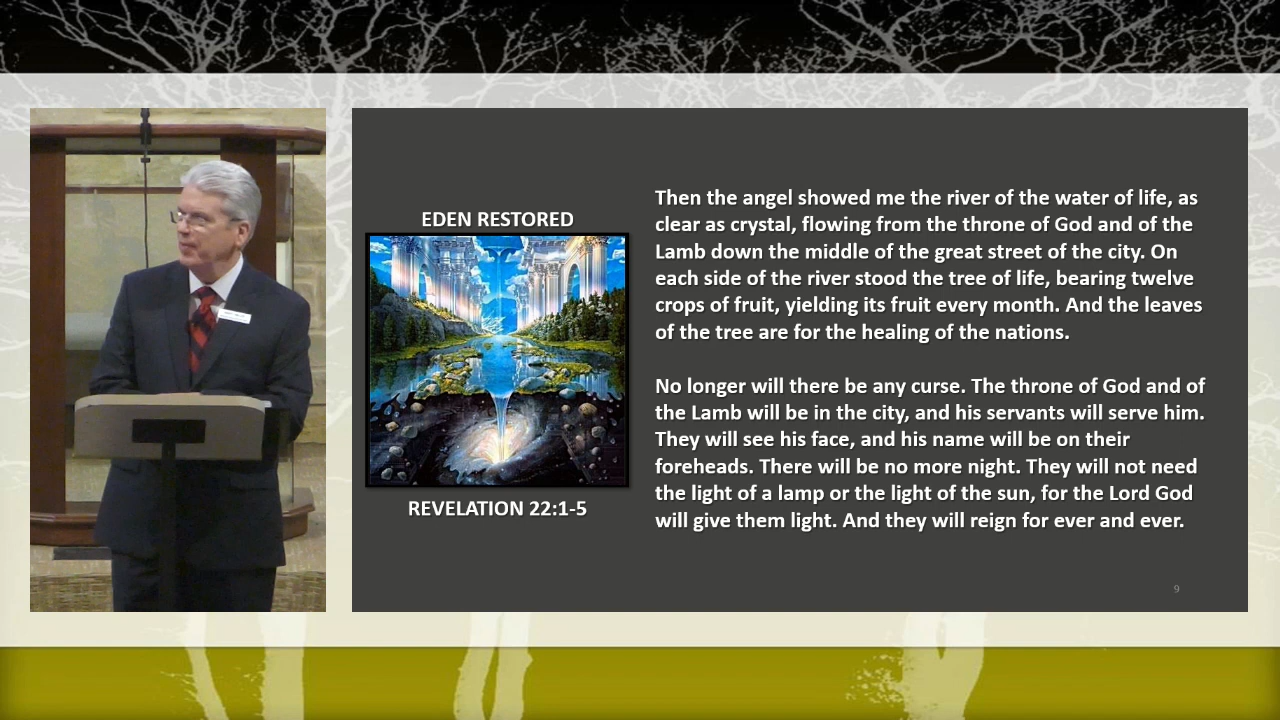 EDEN RESTORED
REVELATION 22:1-5
Then the angel showed me the river of the water of life, as
clear as crystal, flowing from the throne of God and of the
Lamb down the middle of the great street of the city. On
each side of the river stood the tree of life, bearing twelve
crops of fruit, yielding its fruit every month. And the leaves
of the tree are for the healing of the nations.
No longer will there be any curse. The throne of God and of
the Lamb will be in the city, and his servants will serve him.
They will see his face, and his name will be on their
foreheads. There will be no more night. They will not need
the light of a lamp or the light of the sun, for the Lord God
will give them light. And they will reign for ever and ever.
9